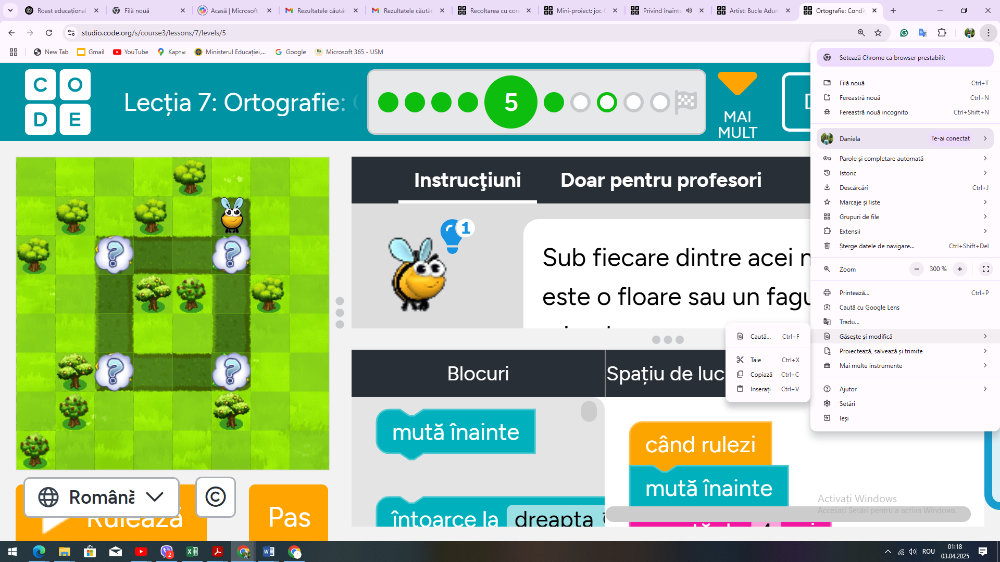 Roast educațional
Filă nouă
Acasă | Microsoft
Rezultatele căutăr
Rezultatele căutăr
Recoltarea cu con
Mini-proiect: joc
Privind înainte
Artist: Bucle Adun
Ortografie: Condiț
studio.code.org/s/course3/lessons/7/levels/5
New Tab
Gmail
YouTube
Карты
Ministerul Educației,...
Google
Microsoft 365 - USM
C O
D E
Lecția 7: Ortografie:
5
MAI
MULT
Instrucţiuni
Doar pentru profesori
1
Sub fiecare dintre acei n
este o floare sau un fagu
Blocuri
Spațiu de luc
mută înainte
întoarce la dreapta
când rulezi
mută înainte
Română
©
Rulează
Pas
Setează Chrome ca browser prestabilit
Filă nouă Ctrl+T
Fereastră nouă Ctrl+N
Fereastră nouă incognito Ctrl+Shift+N
Daniela Te-ai conectat
Parole și completare automată
Istoric
Descărcări Ctrl+J
Marcaje și liste
Grupuri de file
Extensii
Șterge datele de navigare... Ctrl+Shift+Del
Zoom − 300 % +
Printează... Ctrl+P
Caută cu Google Lens
Tradu...
Găsește și modifică
Proiectează, salvează și trimite
Mai multe instrumente
Ajutor
Setări
Ieși
Caută... Ctrl+F
Taie Ctrl+X
Copiază Ctrl+C
Inserați Ctrl+V
Activați Windows
Accesați Setări pentru a activa Windows.
2
ROU
01:18
03.04.2025